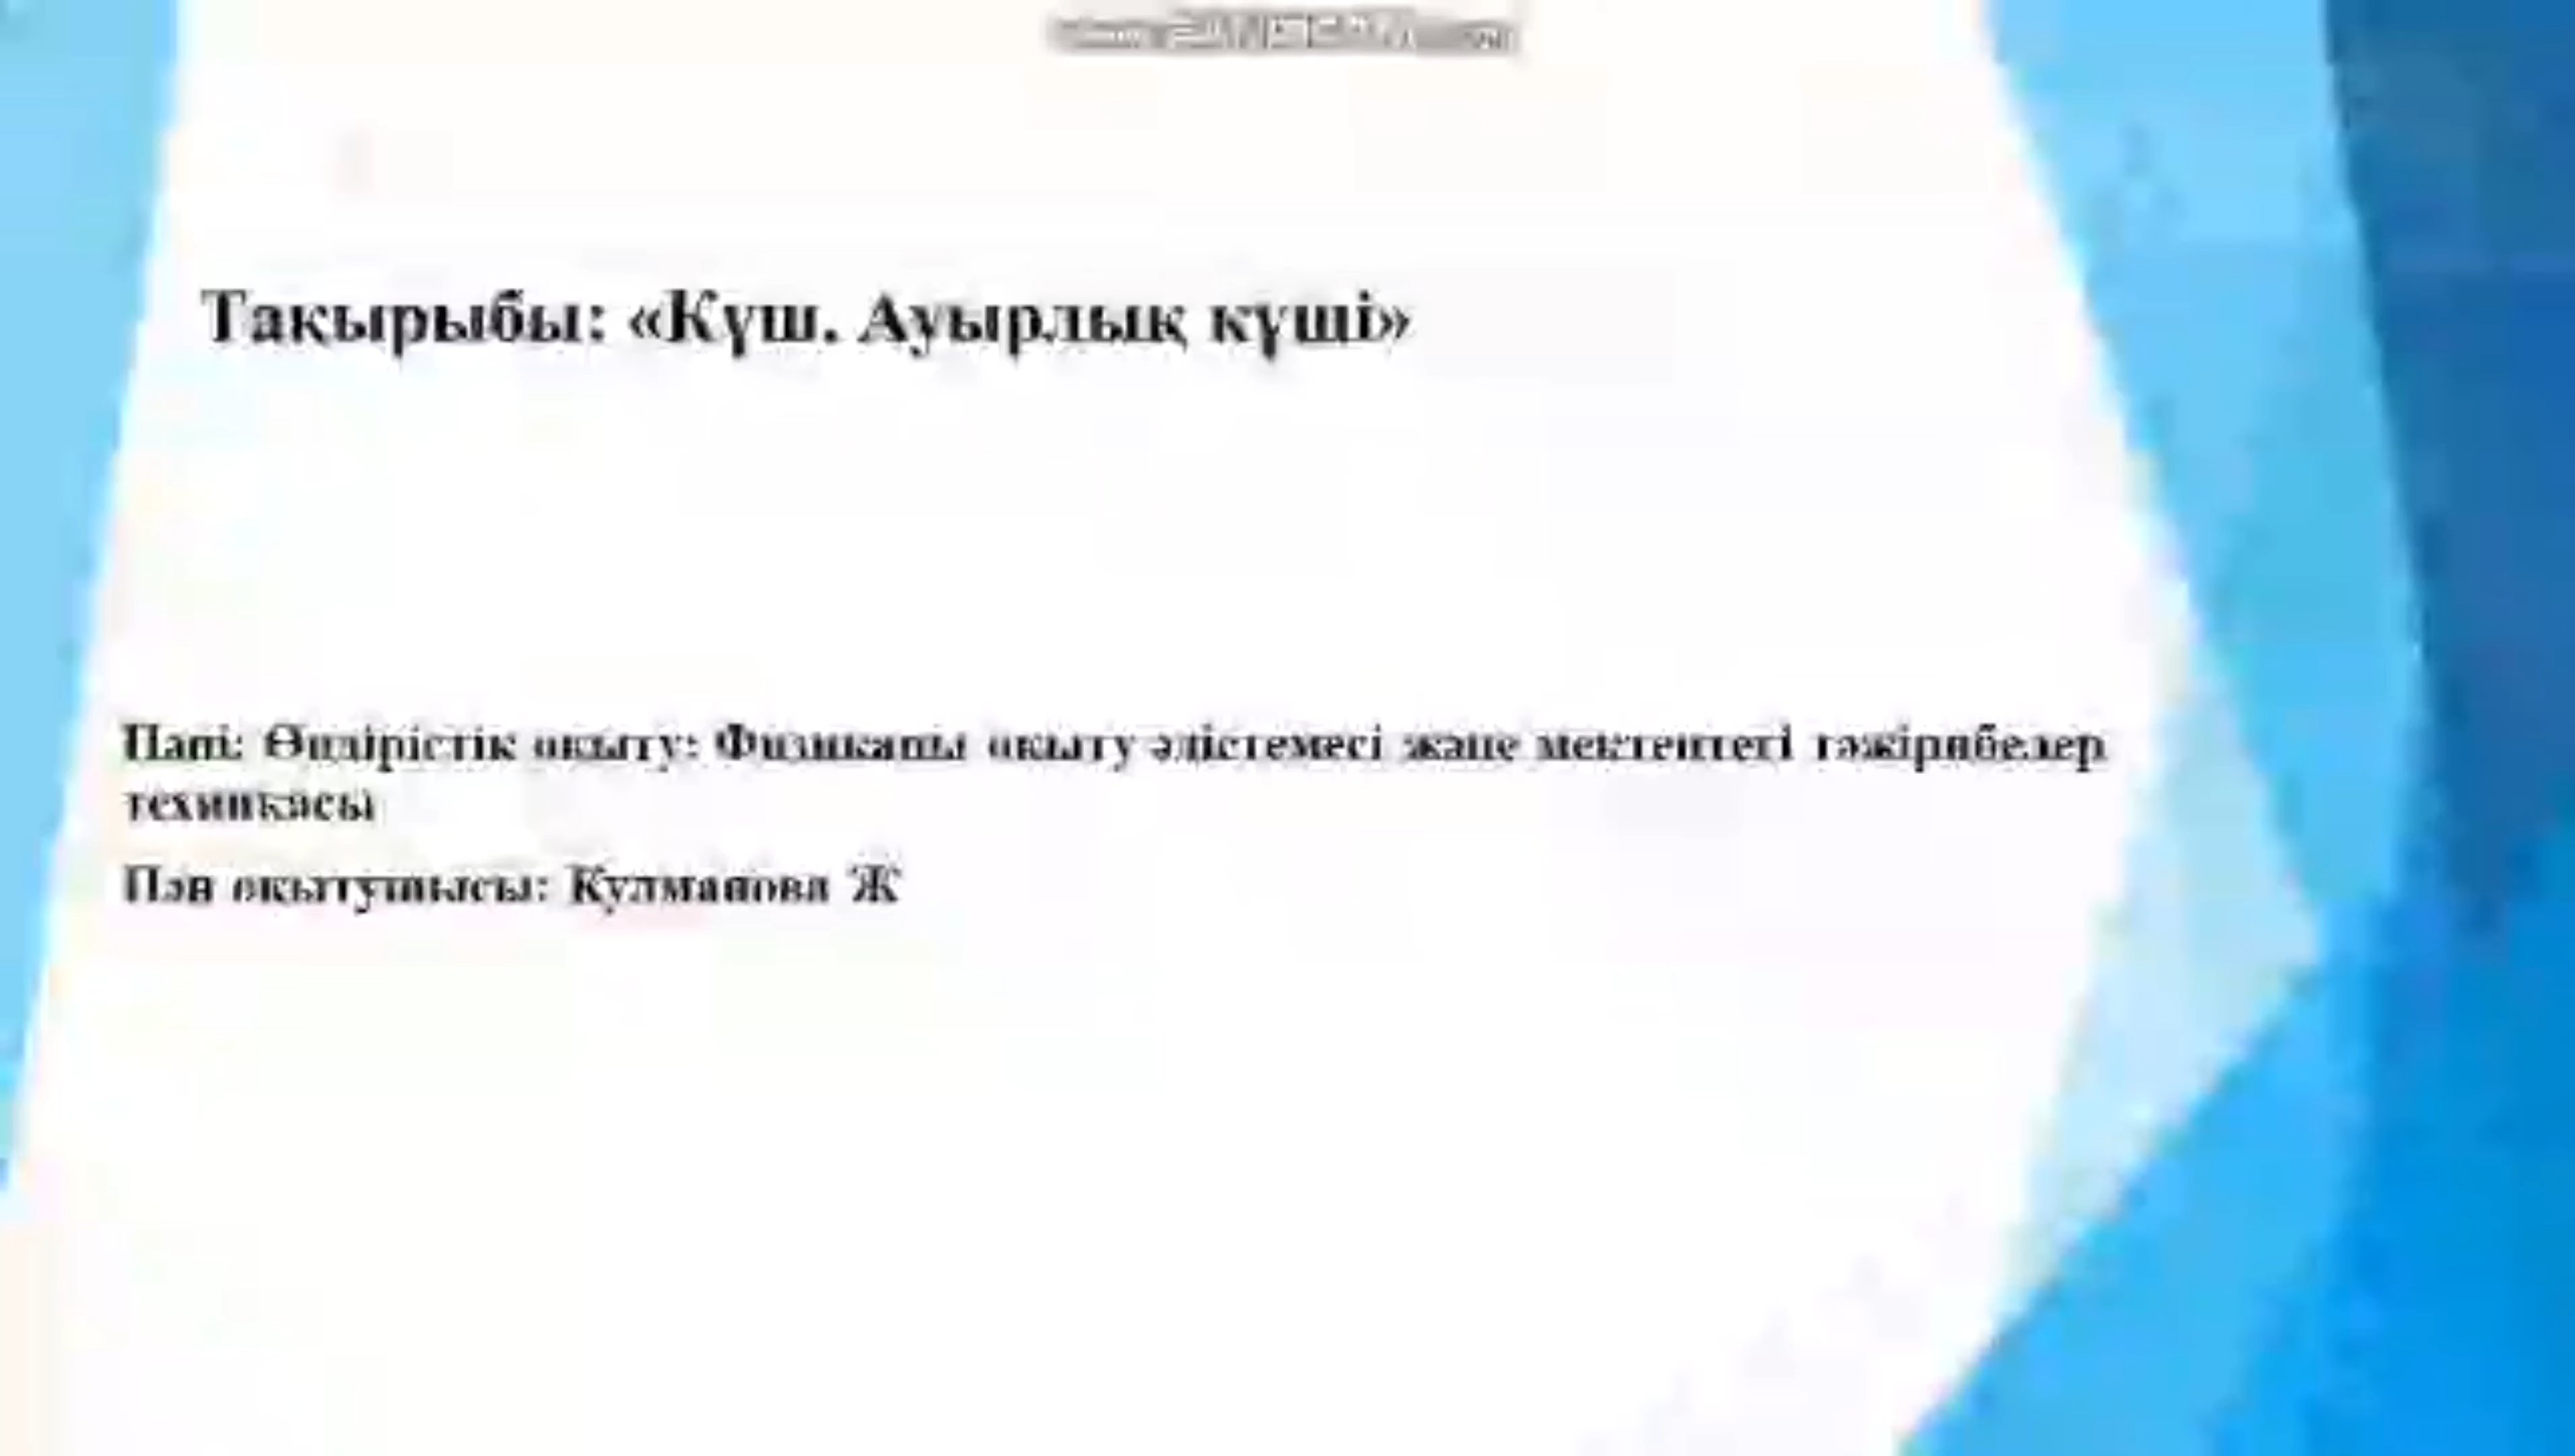 Тақырыбы: «Күш. Ауырлық күші»
Пәні: Өндірістік оқыту: Физиканы оқыту әдістемесі және мектептегі тәжірибелер
техникасы
Пән оқытушысы: Кулманова Ж